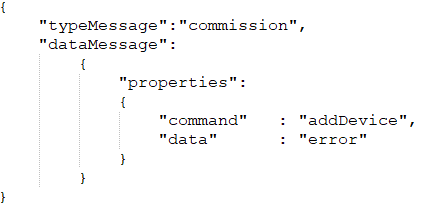 {
"typeMessage":"commission",
"dataMessage":
{
"properties":
{
"command" : "addDevice",
"data" : "error"
}
}
}